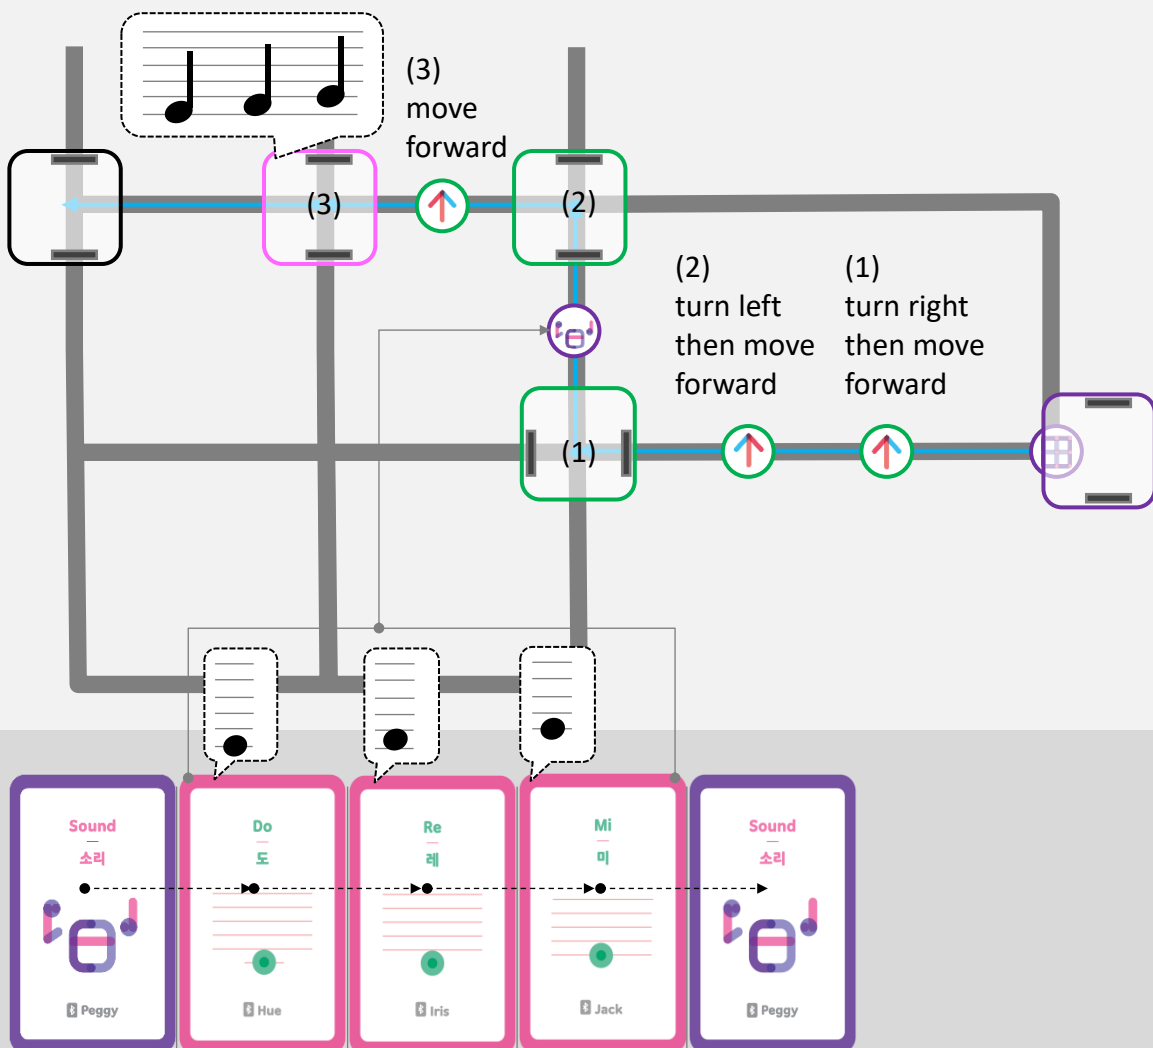 (3)
move
forward
(3)
(2)
(2)
turn left
then move
forward
(1)
turn right
then move
forward
(1)
Sound
소리
Peggy
Do
도
Hue
Re
레
Iris
Mi
미
Jack
Sound
소리
Peggy